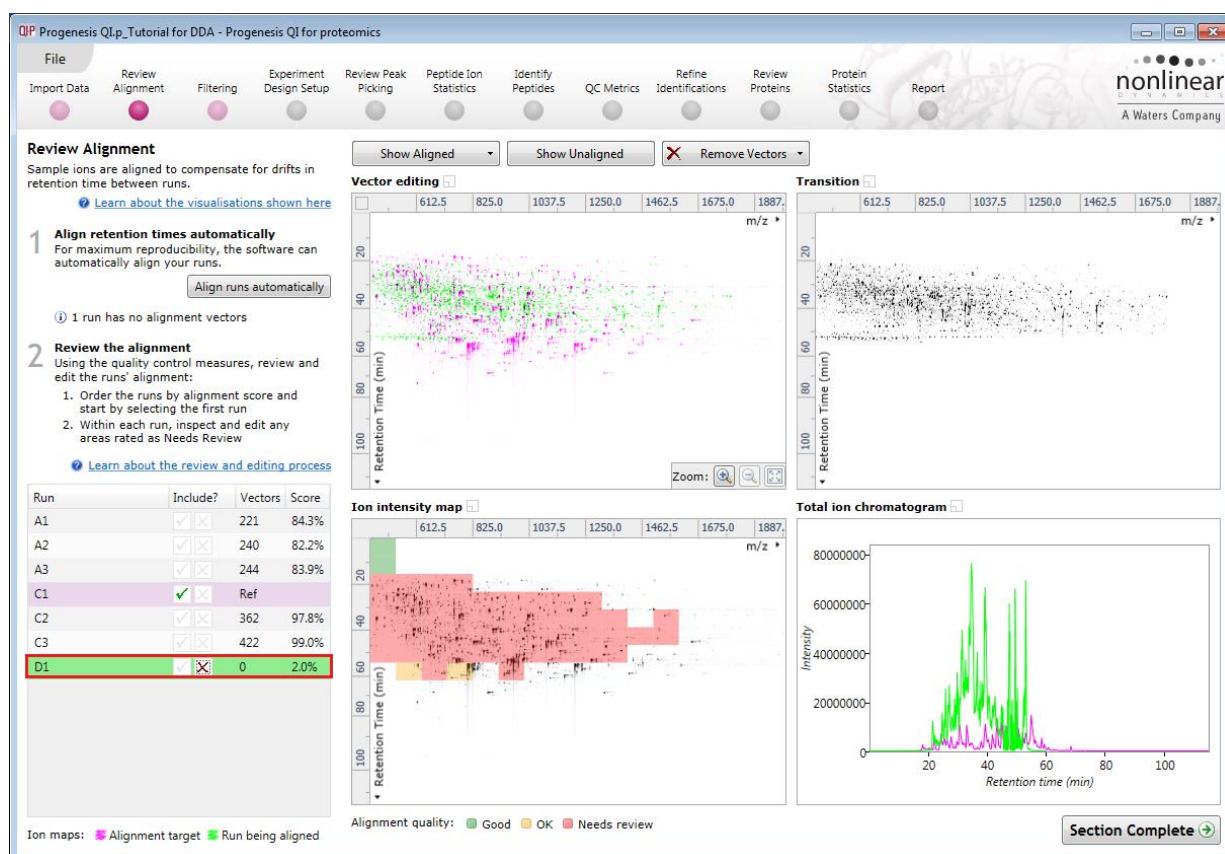 QIP Progenesis QI.p_Tutorial for DDA - Progenesis QI for proteomics
File
Import Data
Review Alignment
Filtering
Experiment Design Setup
Review Peak Picking
Peptide Ion Statistics
Identify Peptides
QC Metrics
Refine Identifications
Review Proteins
Protein Statistics
Report
nonlinear
DYNAMICS
A Waters Company
Review Alignment
Sample ions are aligned to compensate for drifts in
retention time between runs.
Learn about the visualisations shown here
1 Align retention times automatically
For maximum reproducibility, the software can
automatically align your runs.
Align runs automatically
1 run has no alignment vectors
2 Review the alignment
Using the quality control measures, review and
edit the runs' alignment:
1. Order the runs by alignment score and
start by selecting the first run
2. Within each run, inspect and edit any
areas rated as Needs Review
Learn about the review and editing process
Run Include? Vectors Score
A1 221 84.3%
A2 240 82.2%
A3 244 83.9%
C1 Ref
C2 362 97.8%
C3 422 99.0%
D1 0 2.0%
Ion maps: Alignment target Run being aligned
Show Aligned Show Unaligned Remove Vectors
Vector editing
612.5 825.0 1037.5 1250.0 1462.5 1675.0 1887.
m/z
20
40
60
80
100
Retention Time (min)
Zoom:
Transition
612.5 825.0 1037.5 1250.0 1462.5 1675.0 1887.
m/z
20
40
60
80
100
Retention Time (min)
Ion intensity map
612.5 825.0 1037.5 1250.0 1462.5 1675.0 1887.
m/z
20
40
60
80
100
Retention Time (min)
Alignment quality: Good OK Needs review
Total ion chromatogram
80000000
60000000
40000000
20000000
0
Intensity
20 40 60 80 100
Retention time (min)
Section Complete